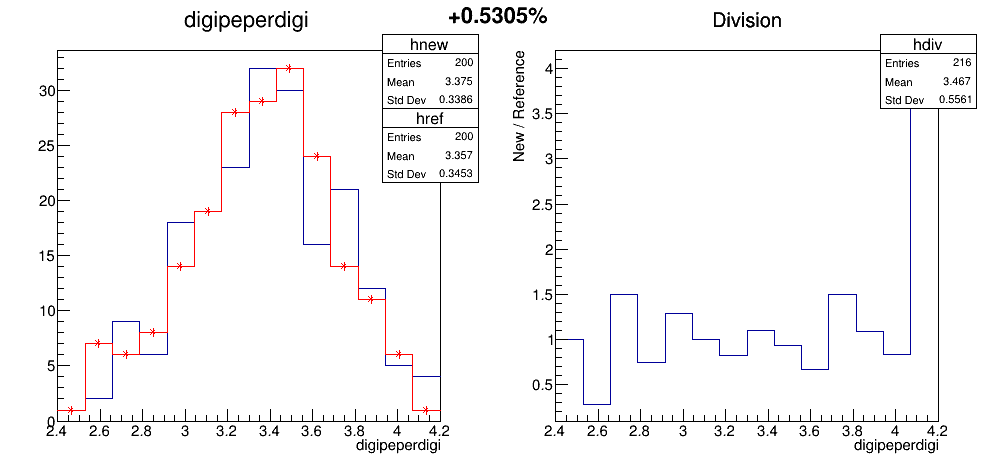 +0.5305%
digipeperdigi
hnew
Entries 200
Mean 3.375
Std Dev 0.3386
href
Entries 200
Mean 3.357
Std Dev 0.3453
30
25
20
15
10
5
0
2.4 2.6 2.8 3 3.2 3.4 3.6 3.8 4 4.2
digipeperdigi
Division
hdiv
Entries 216
Mean 3.467
Std Dev 0.5561
New / Reference
4
3.5
3
2.5
2
1.5
1
0.5
2.4 2.6 2.8 3 3.2 3.4 3.6 3.8 4 4.2
digipeperdigi